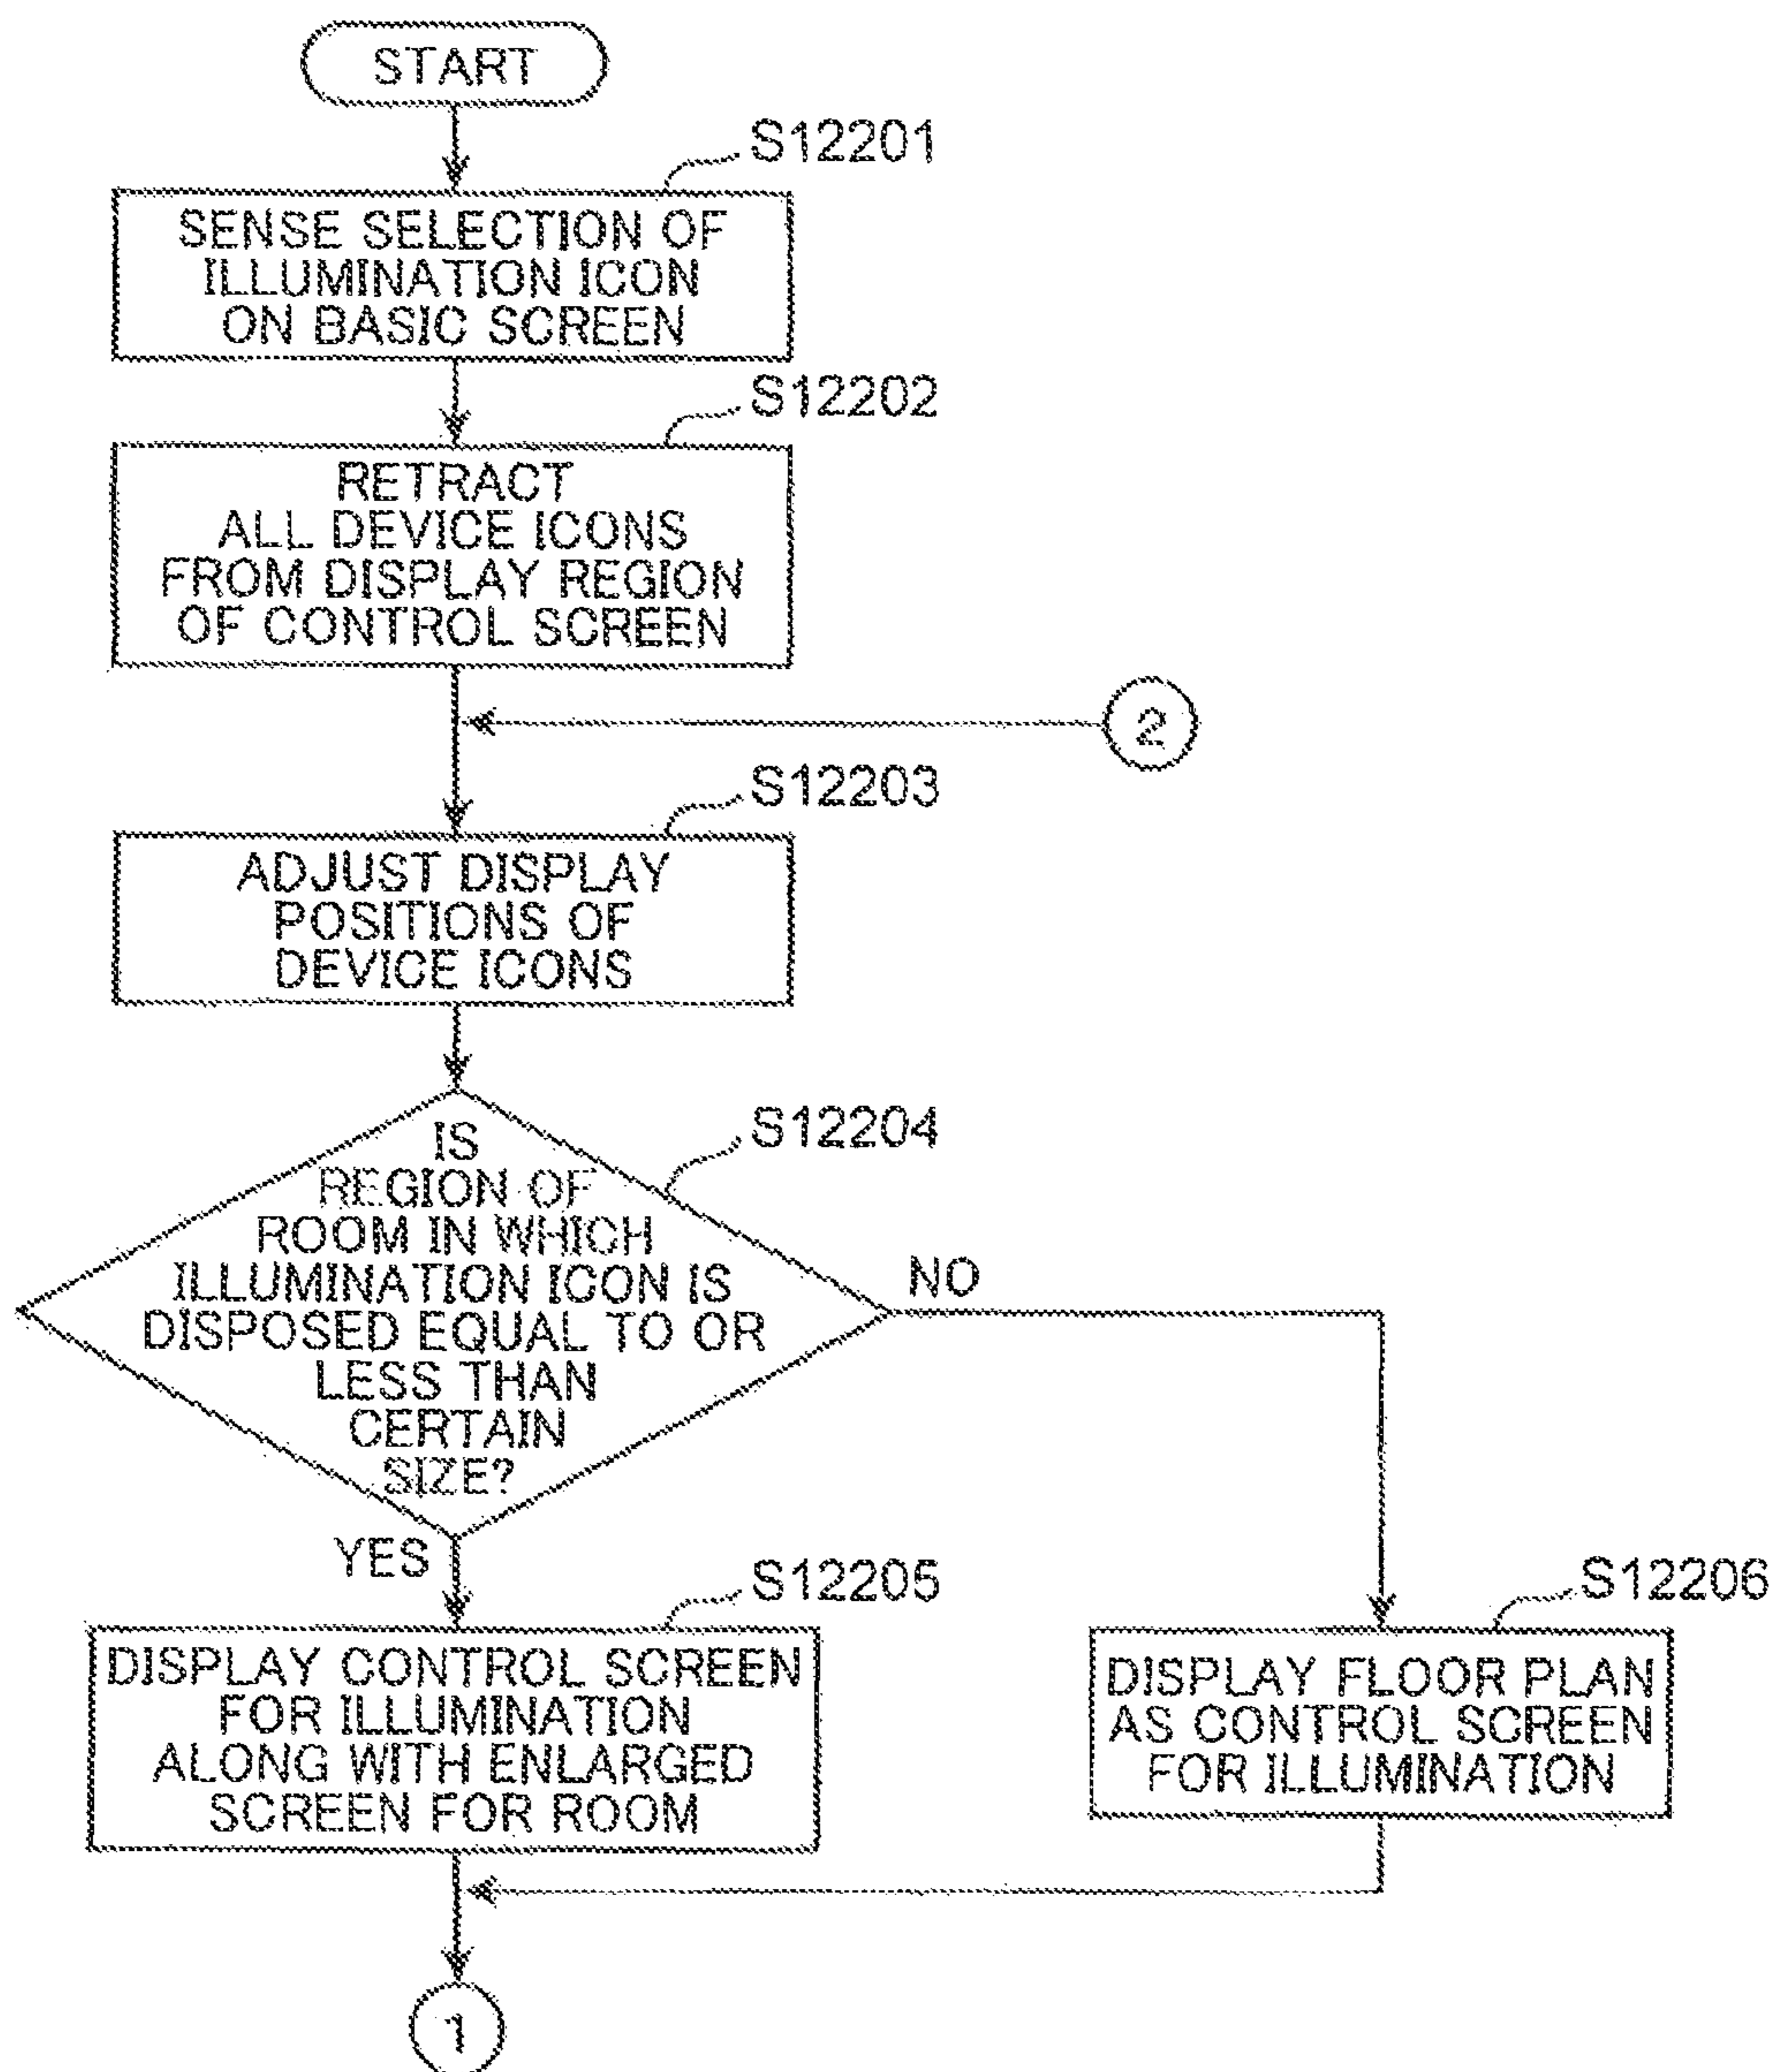 START
S12201
SENSE SELECTION OF
ILLUMINATION ICON
ON BASIC SCREEN
S12202
RETRACT
ALL DEVICE ICONS
FROM DISPLAY REGION
OF CONTROL SCREEN
2
S12203
ADJUST DISPLAY
POSITIONS OF
DEVICE ICONS
S12204
IS
REGION OF
ROOM IN WHICH
ILLUMINATION ICON IS
DISPOSED EQUAL TO OR
LESS THAN
CERTAIN
SIZE?
NO
YES
S12205
DISPLAY CONTROL SCREEN
FOR ILLUMINATION
ALONG WITH ENLARGED
SCREEN FOR ROOM
S12206
DISPLAY FLOOR PLAN
AS CONTROL SCREEN
FOR ILLUMINATION
1